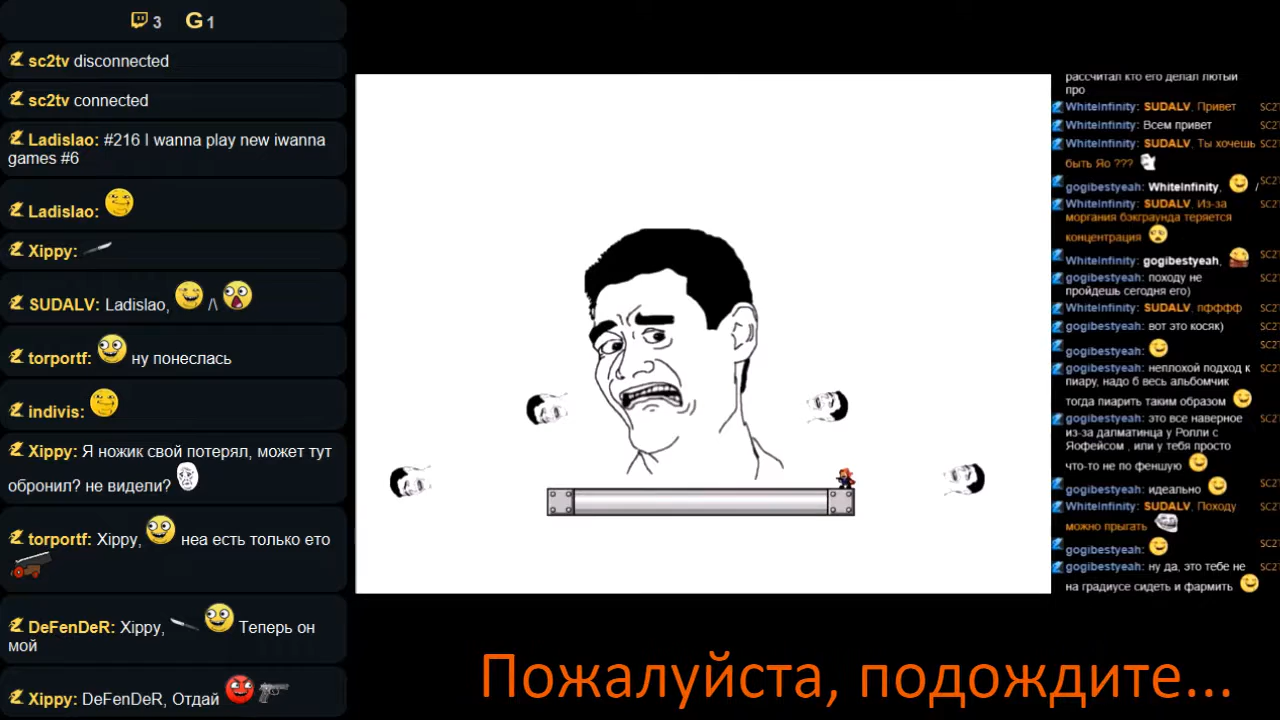 3 G 1
sc2tv disconnected
sc2tv connected
Ladislao: #216 I wanna play new iwanna
games #6
Ladislao:
Xippy:
SUDALV: Ladislao, /\
torportf: ну понеслась
indivis:
Xippy: Я ножик свой потерял, может тут
обронил? не видели?
torportf: Xippy, неа есть только ето
DeFenDeR: Xippy, Теперь он
мой
Xippy: DeFenDeR, Отдай
рассчитал кто его делал лютый
про
WhiteInfinity: SUDALV, Привет
WhiteInfinity: Всем привет
WhiteInfinity: SUDALV, Ты хочешь
быть Яо ???
gogibestyeah: WhiteInfinity, /
WhiteInfinity: SUDALV, Из-за
моргания бэкграунда теряется
концентрация
WhiteInfinity: gogibestyeah,
gogibestyeah: походу не
пройдешь сегодня его)
WhiteInfinity: SUDALV, пфффф
gogibestyeah: вот это косяк)
gogibestyeah:
gogibestyeah: неплохой подход к
пиару, надо б весь альбомчик
тогда пиарить таким образом
gogibestyeah: это все наверное
из-за далматинца у Ролли с
Яофейсом , или у тебя просто
что-то не по феншую
gogibestyeah: идеально
WhiteInfinity: SUDALV, Походу
можно прыгать
gogibestyeah:
gogibestyeah: ну да, это тебе не
на градиусе сидеть и фармить
Пожалуйста, подождите...